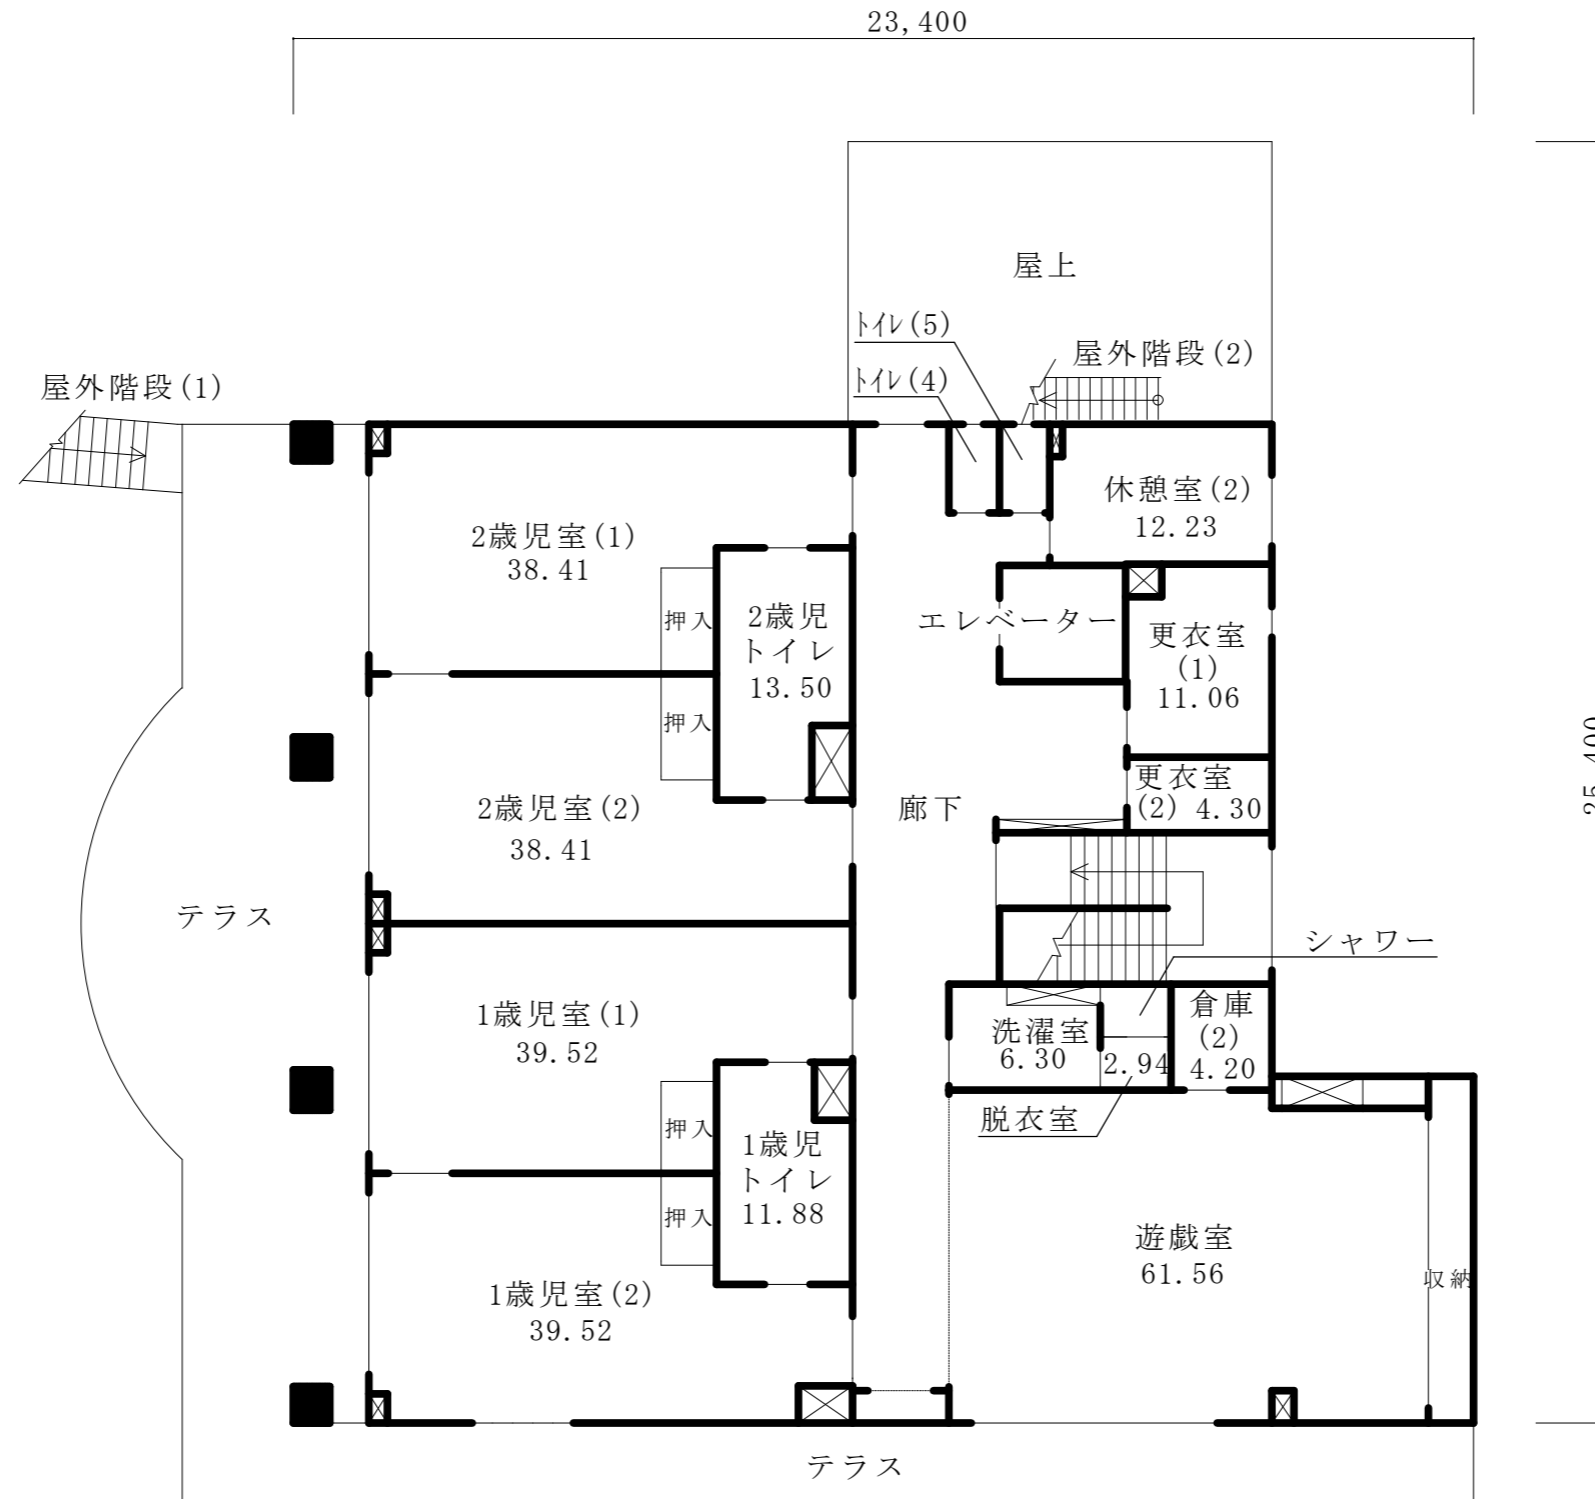 23,400
屋上
ﾄｲﾚ(5)
屋外階段(2)
ﾄｲﾚ(4)
屋外階段(1)
休憩室(2)
12.23
2歳児室(1)
38.41
押入
2歳児
トイレ
13.50
エレベーター
更衣室
(1)
11.06
押入
更衣室
(2) 4.30
2歳児室(2)
38.41
廊下
テラス
シャワー
1歳児室(1)
39.52
洗濯室
6.30
2.94
倉庫
(2)
4.20
脱衣室
押入
1歳児
トイレ
11.88
押入
遊戯室
61.56
収納
1歳児室(2)
39.52
テラス